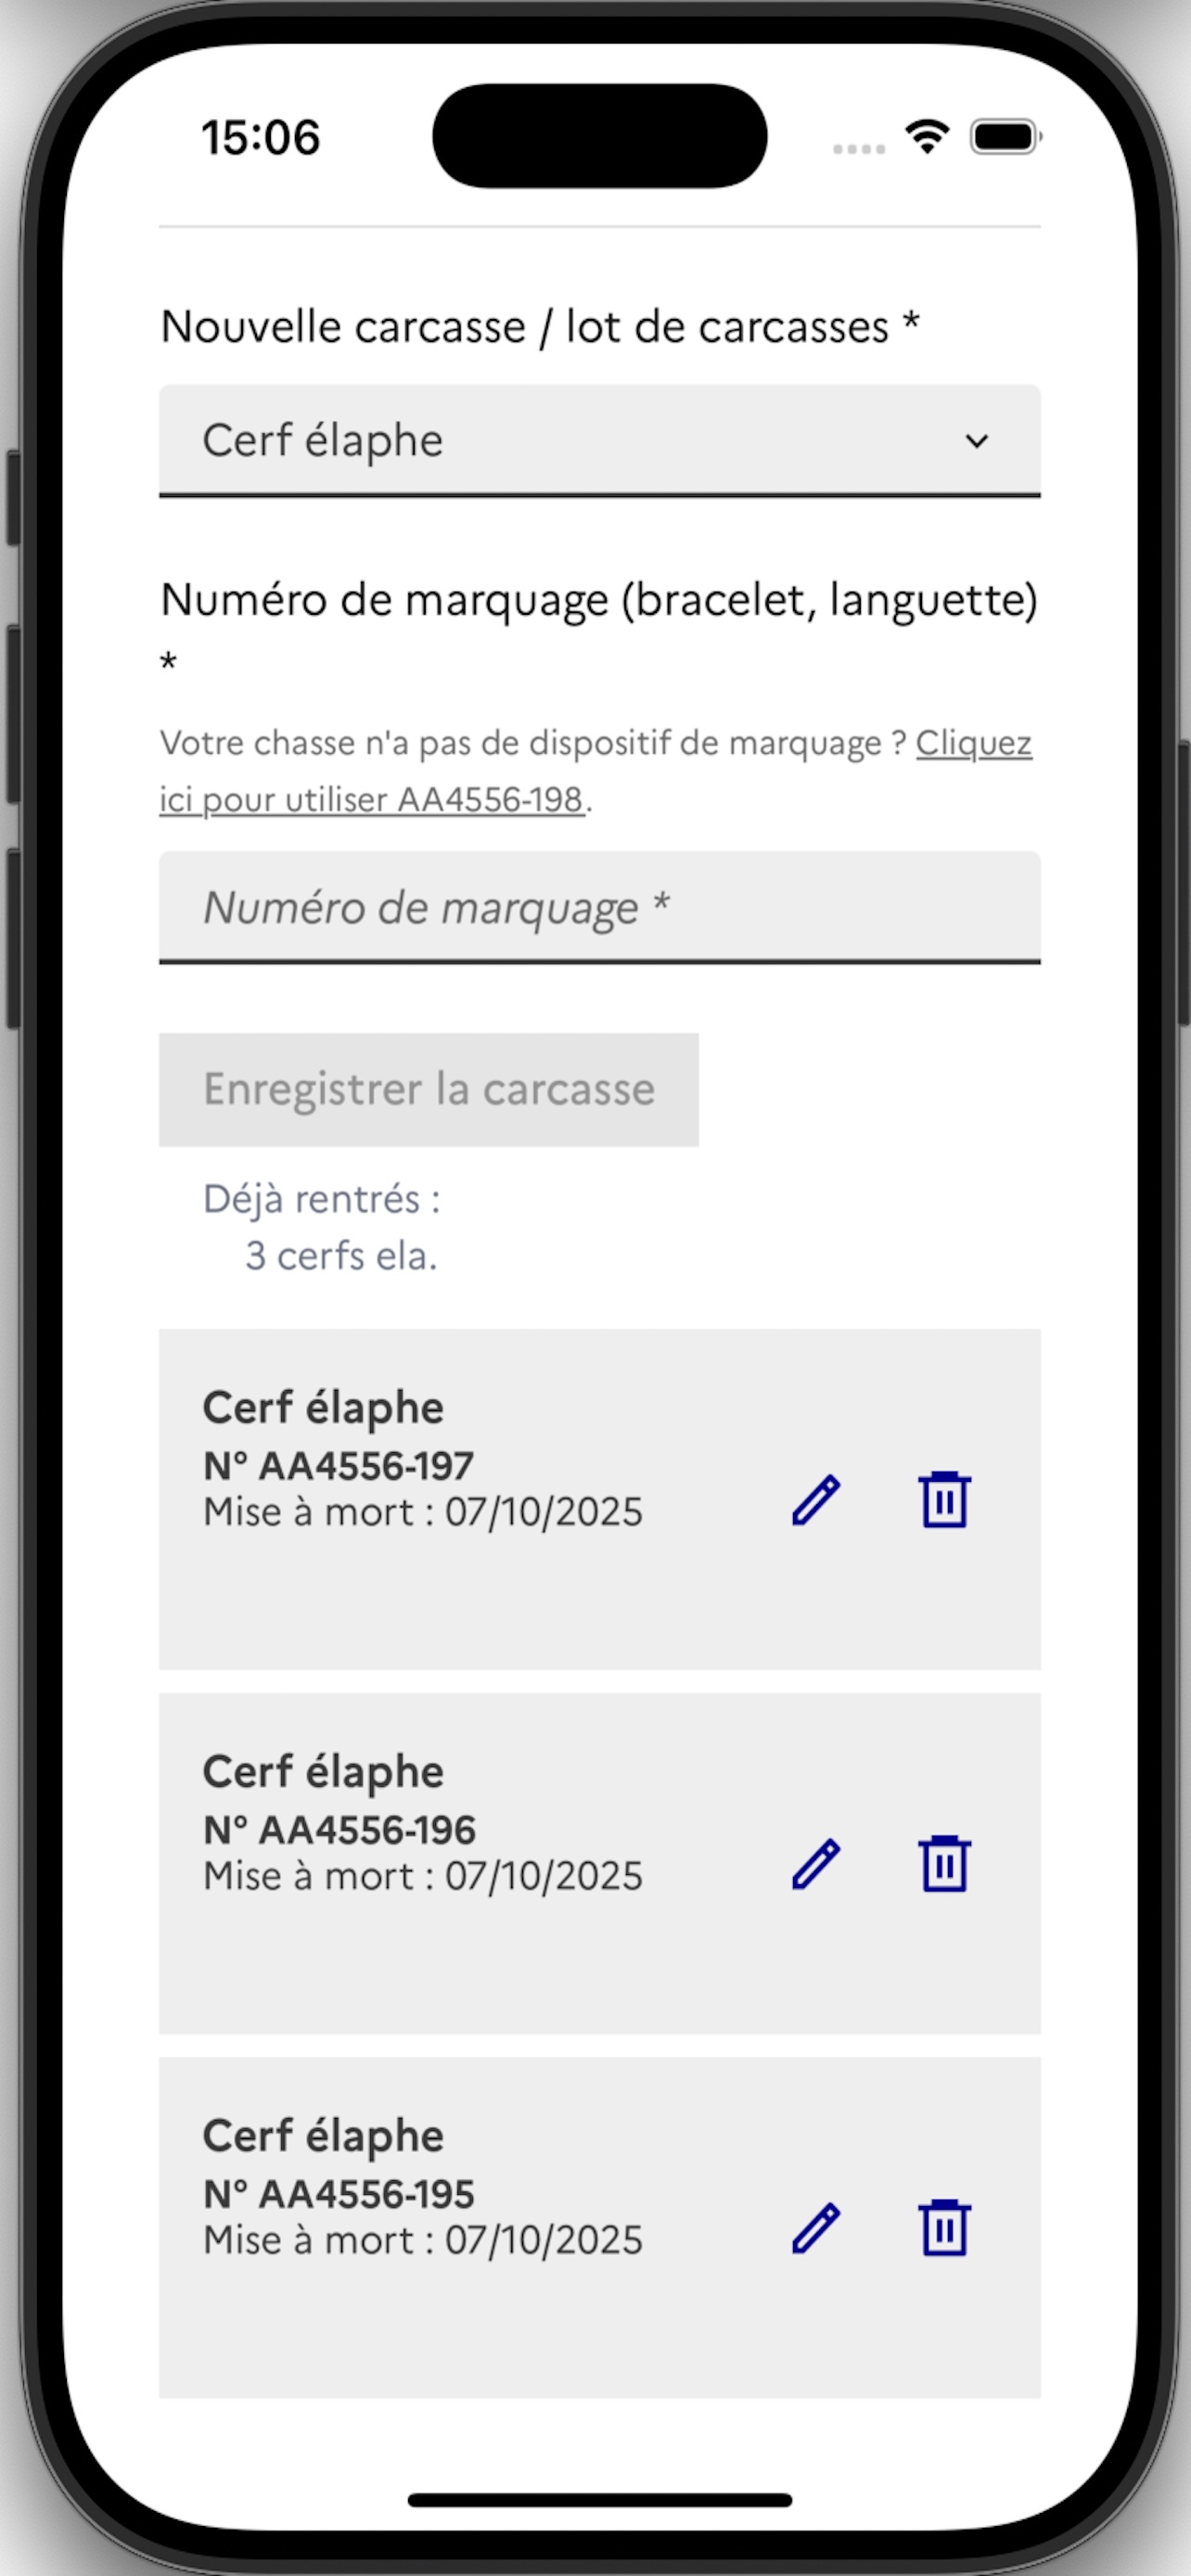 15:06
Nouvelle carcasse / lot de carcasses *
Cerf élaphe
Numéro de marquage (bracelet, languette)
*
Votre chasse n'a pas de dispositif de marquage ? Cliquez
ici pour utiliser AA4556-198.
Numéro de marquage *
Enregistrer la carcasse
Déjà rentrés :
3 cerfs ela.
Cerf élaphe
N° AA4556-197
Mise à mort : 07/10/2025
Cerf élaphe
N° AA4556-196
Mise à mort : 07/10/2025
Cerf élaphe
N° AA4556-195
Mise à mort : 07/10/2025